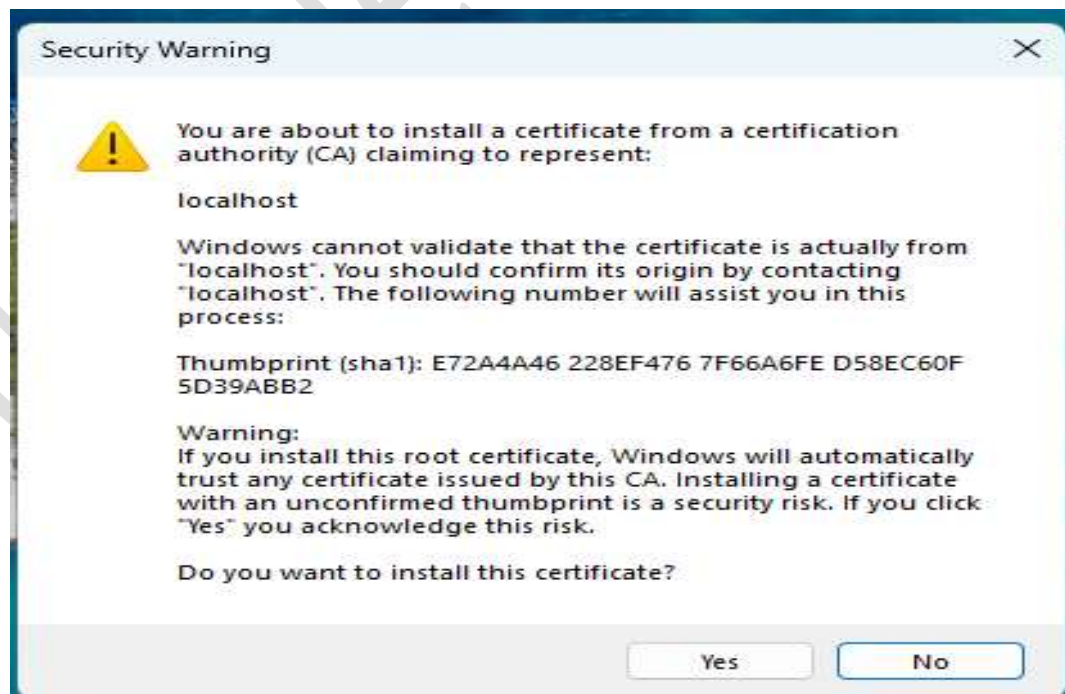 Security Warning
You are about to install a certificate from a certification
authority (CA) claiming to represent:
localhost
Windows cannot validate that the certificate is actually from
"localhost". You should confirm its origin by contacting
"localhost". The following number will assist you in this
process:
Thumbprint (sha1): E72A4A46 228EF476 7F66A6FE D58EC60F
5D39ABB2
Warning:
If you install this root certificate, Windows will automatically
trust any certificate issued by this CA. Installing a certificate
with an unconfirmed thumbprint is a security risk. If you click
"Yes" you acknowledge this risk.
Do you want to install this certificate?
Yes
No